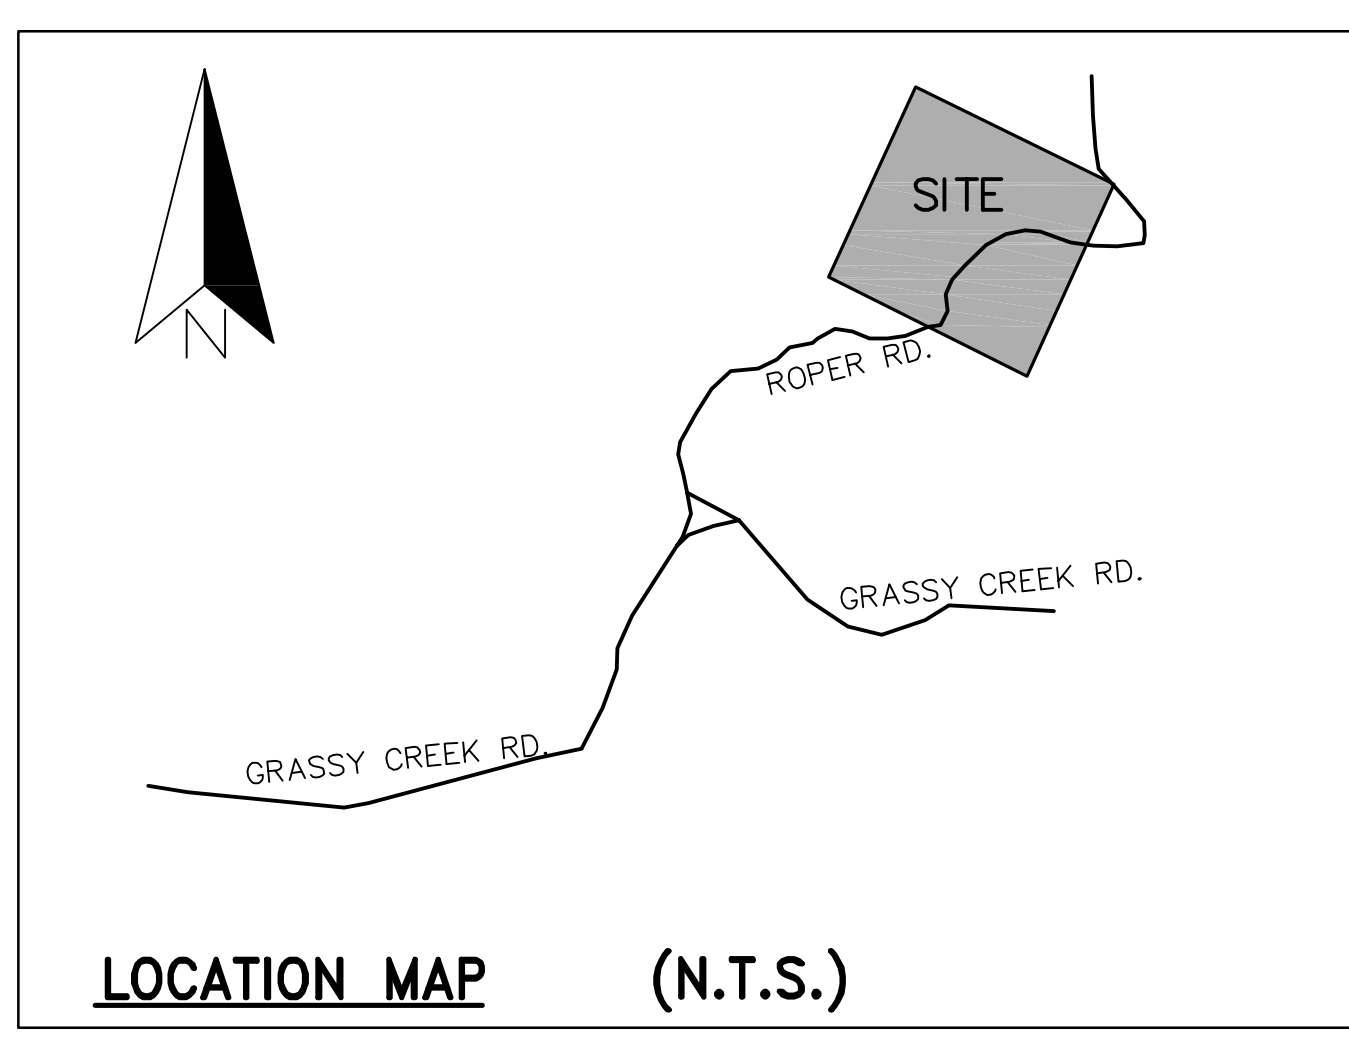 SITE
N
ROPER RD.
GRASSY CREEK RD.
GRASSY CREEK RD.
LOCATION MAP (N.T.S.)